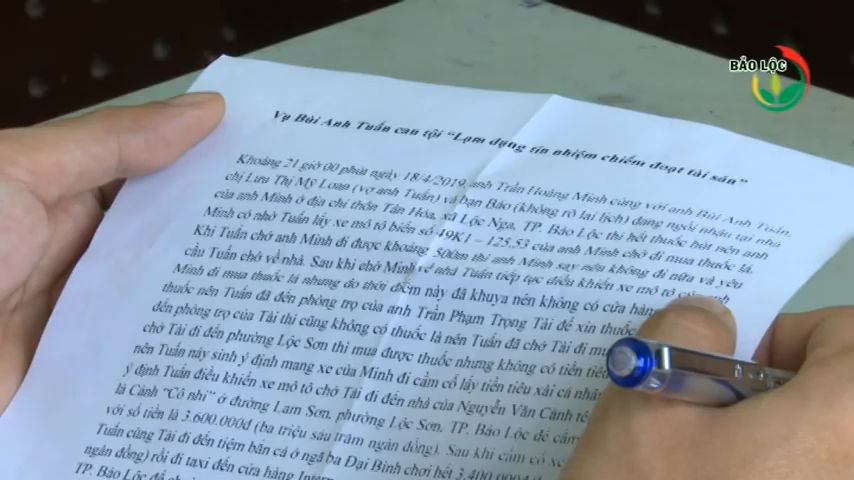 BẢO LỘC
Vụ Bùi Anh Tuấn can tội “Lạm dụng tín nhiệm chiếm đoạt tài sản”
Khoảng 21 giờ 00 phút ngày 18/4/2019 anh Trần Hoàng Minh cùng với anh Bùi Anh Tuấn,
chị Lưu Thị Mỹ Loan (vợ anh Tuấn) và bạn Bảo (không rõ lai lịch) đang ngồi nhậu tại nhà
của anh Minh ở địa chỉ thôn Tân Hóa, xã Lộc Nga, TP. Bảo Lộc thì hết thuốc hút nên anh
Minh có nhờ Tuấn lấy xe mô tô biển số 49K1 – 125.53 của anh Minh chở đi mua thuốc lá.
Khi Tuấn chở anh Minh đi được khoảng 500m thì anh Minh say nên không đi nữa và yêu
cầu Tuấn chở về nhà. Sau khi chở Minh về nhà Tuấn tiếp tục điều khiển xe mô tô của anh
Minh đi mua thuốc lá nhưng do thời điểm này đã khuya nên không có cửa hàng
thuốc nên Tuấn đã đến phòng trọ của anh Trần Phạm Trọng Tài để xin thuốc
đến phòng trọ của Tài thì cũng không có thuốc lá nên Tuấn đã chở Tài đi
chở Tài đi đến phường Lộc Sơn thì mua được thuốc nhưng không có tiền tiêu
nên Tuấn nảy sinh ý định mang xe của Minh đi cầm cố lấy tiền tiêu xài cá nhân
ý định Tuấn điều khiển xe mô tô chở Tài đi đến nhà của Nguyễn Văn Cảnh
là Cảnh “Cô nhi” ở đường Lam Sơn, phường Lộc Sơn, TP. Bảo Lộc để cầm
với số tiền là 3.600.000đ (ba triệu sáu trăm ngàn đồng). Sau khi cầm cố xe
Tuấn cùng Tài đi đến tiệm bắn cá ở ngã ba Đại Bình chơi hết 3.400.000đ
ngàn đồng) rồi đi taxi đến cửa hàng
TP. Bảo Lộc để